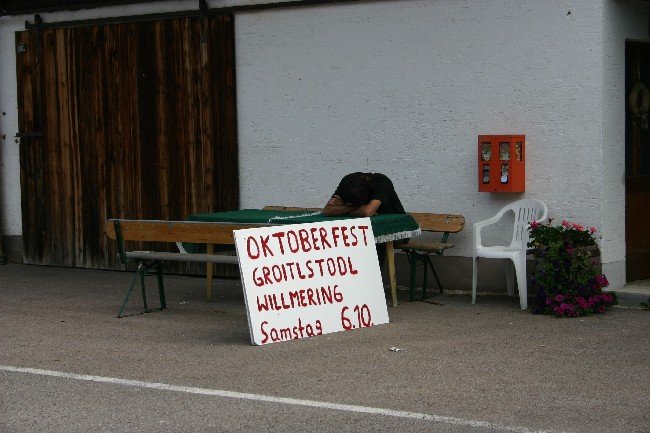 OKTOBERFEST
GROITLSTODL
WILLMERING
Samstag 6.10.